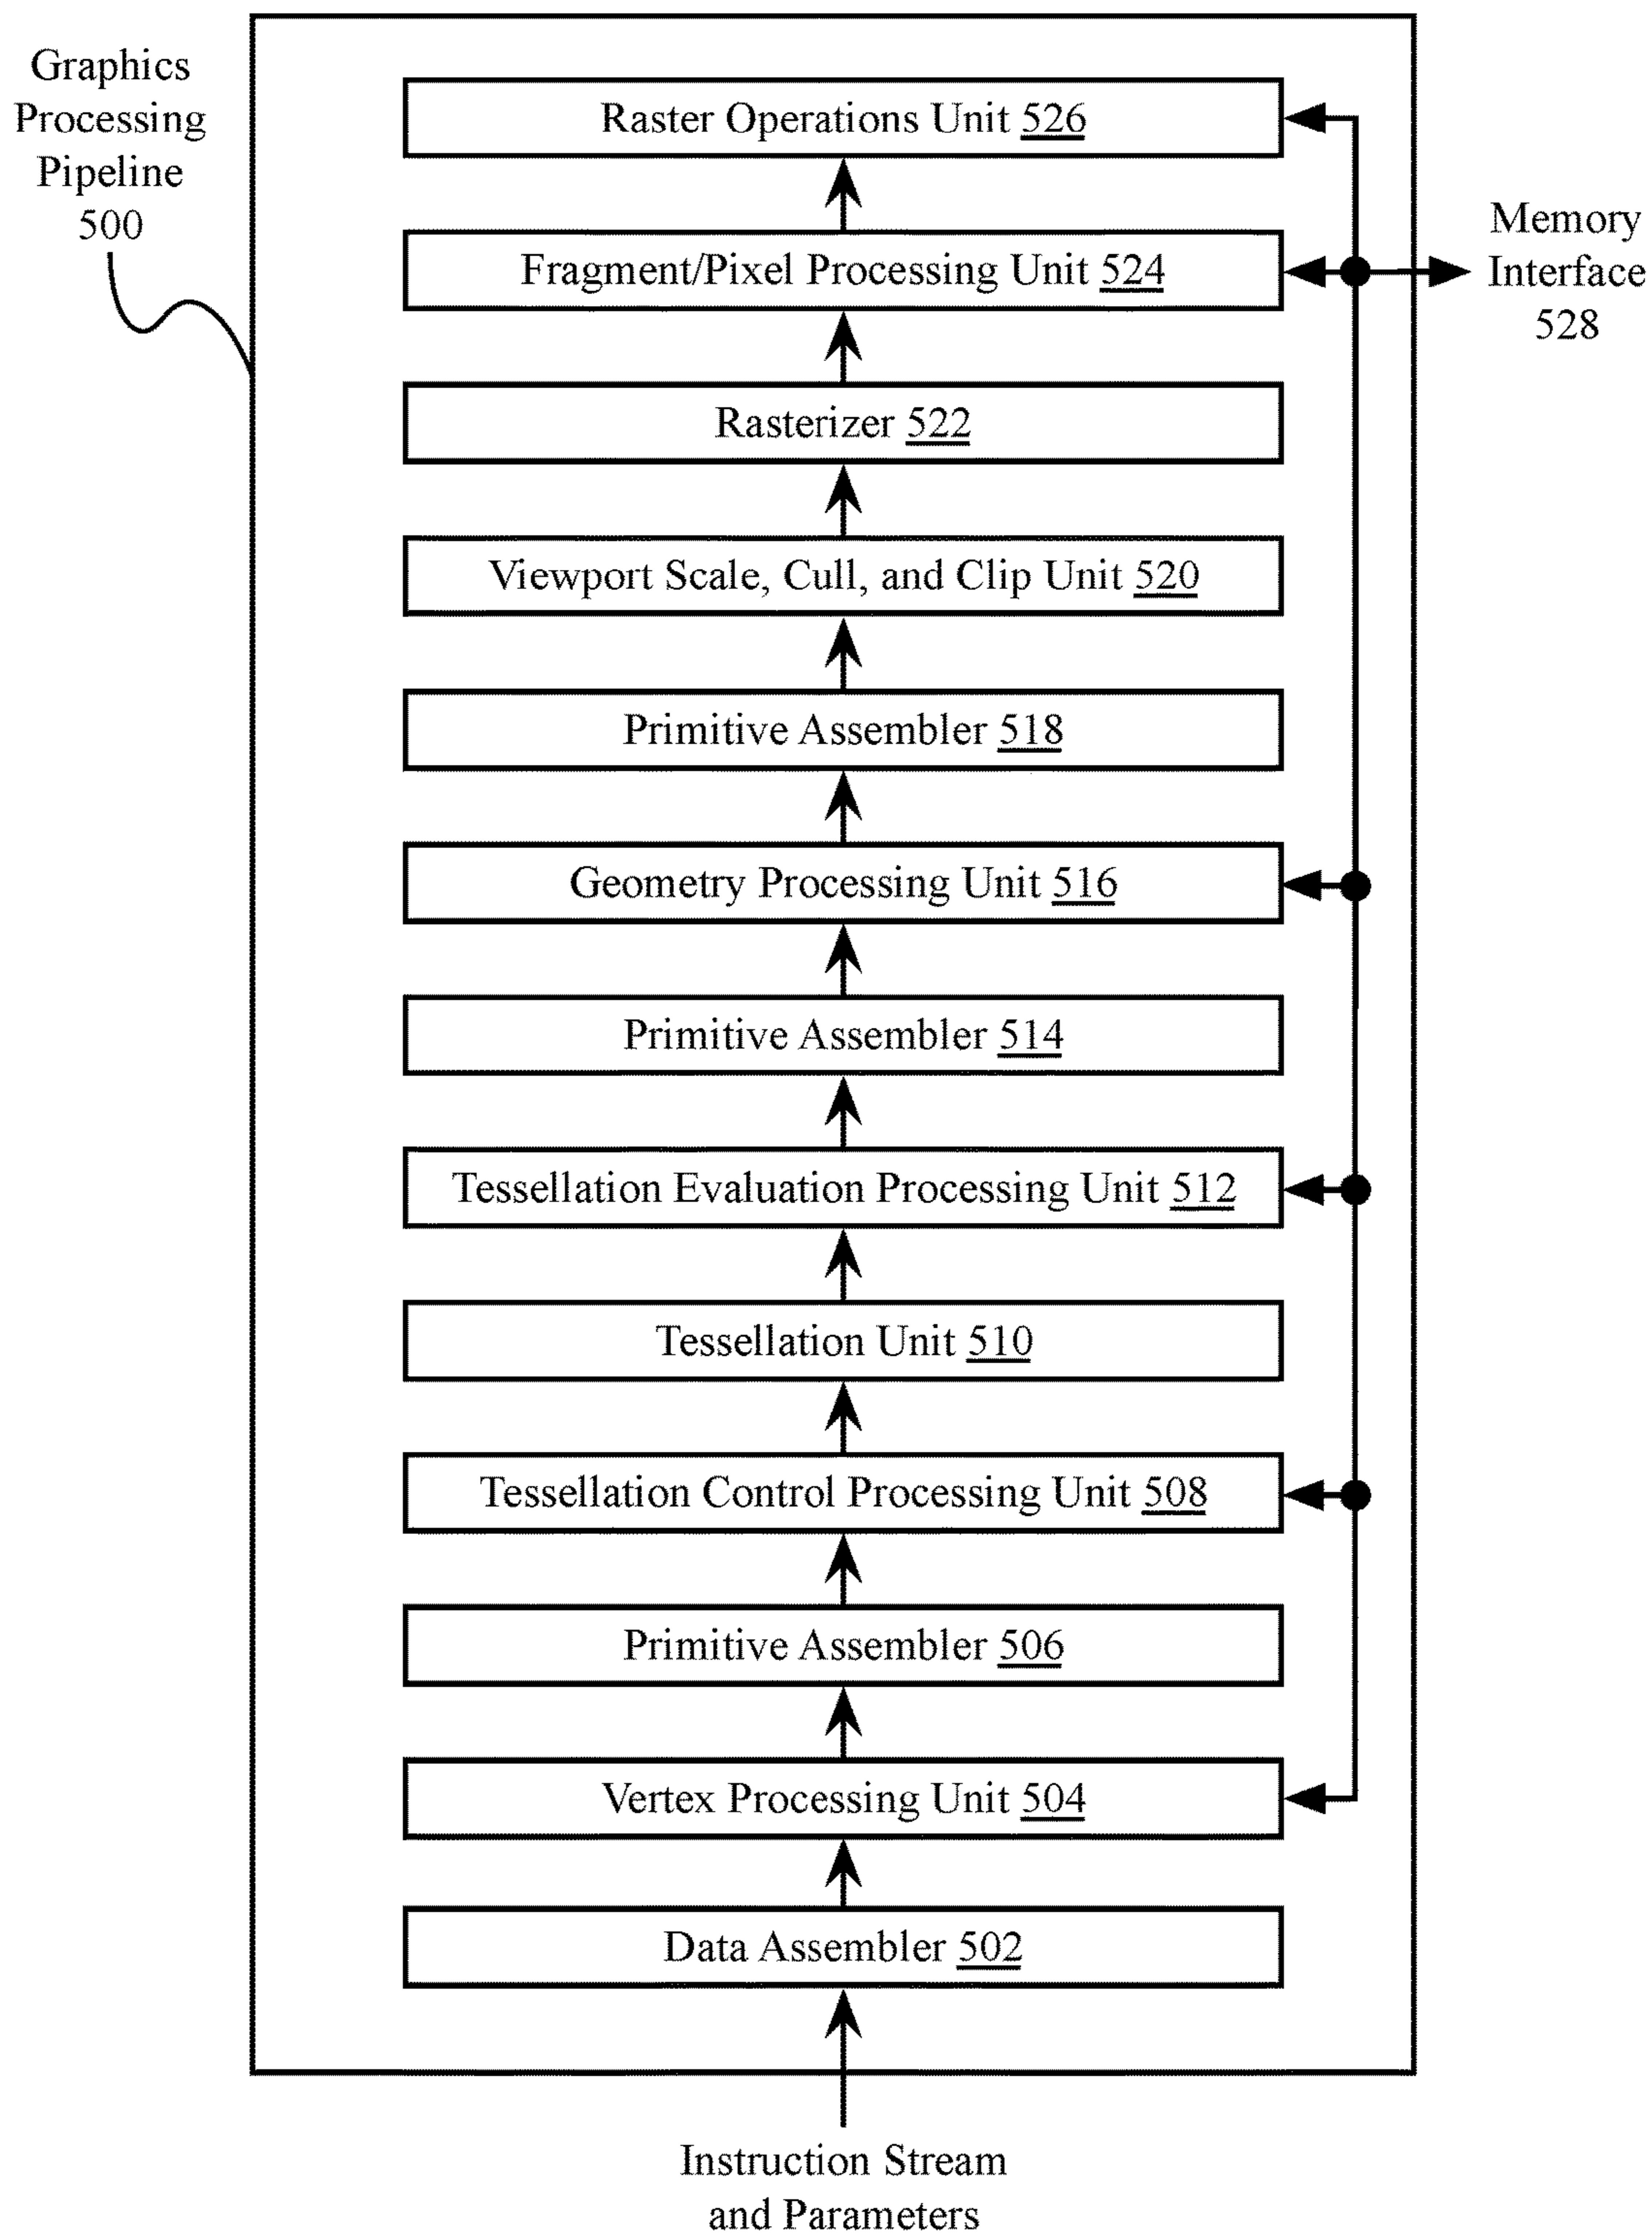 Graphics
Processing
Pipeline
500
Raster Operations Unit 526
Fragment/Pixel Processing Unit 524
Memory
Interface
528
Rasterizer 522
Viewport Scale, Cull, and Clip Unit 520
Primitive Assembler 518
Geometry Processing Unit 516
Primitive Assembler 514
Tessellation Evaluation Processing Unit 512
Tessellation Unit 510
Tessellation Control Processing Unit 508
Primitive Assembler 506
Vertex Processing Unit 504
Data Assembler 502
Instruction Stream
and Parameters